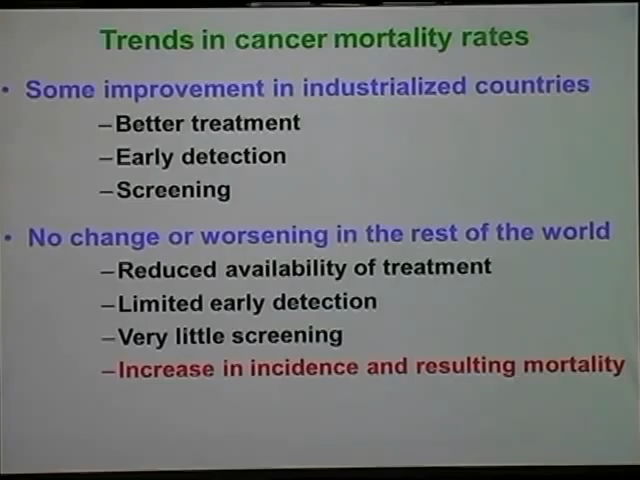 Trends in cancer mortality rates
• Some improvement in industrialized countries
–Better treatment
–Early detection
–Screening
• No change or worsening in the rest of the world
–Reduced availability of treatment
–Limited early detection
–Very little screening
–Increase in incidence and resulting mortality